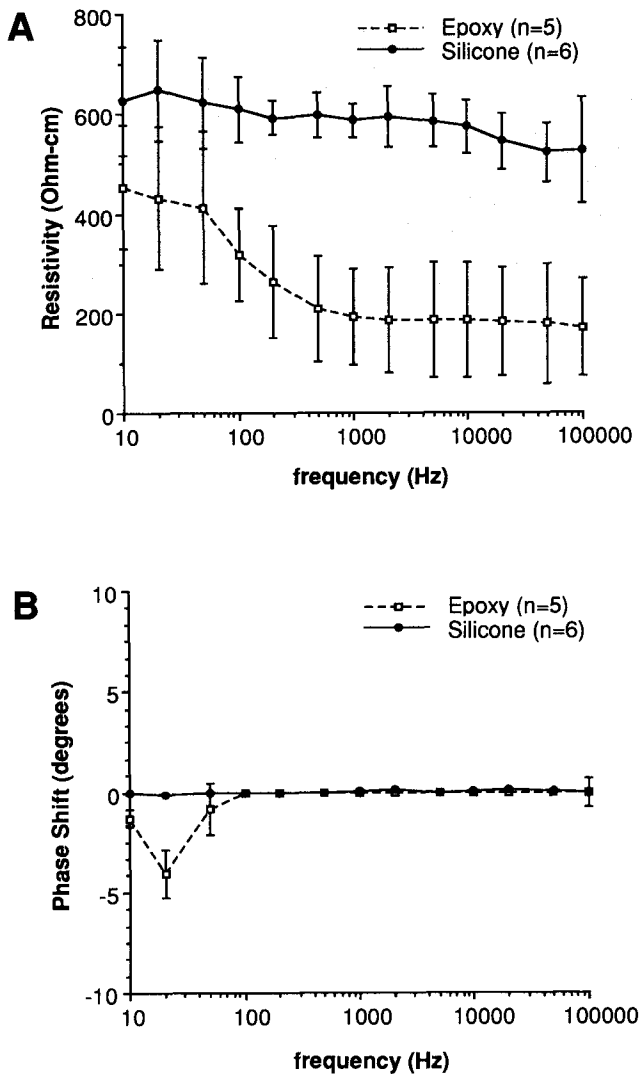 A
Epoxy (n=5)
Silicone (n=6)
800
600
400
200
0
Resistivity (Ohm-cm)
10 100 1000 10000 100000
frequency (Hz)
B
Epoxy (n=5)
Silicone (n=6)
10
5
0
-5
-10
Phase Shift (degrees)
10 100 1000 10000 100000
frequency (Hz)